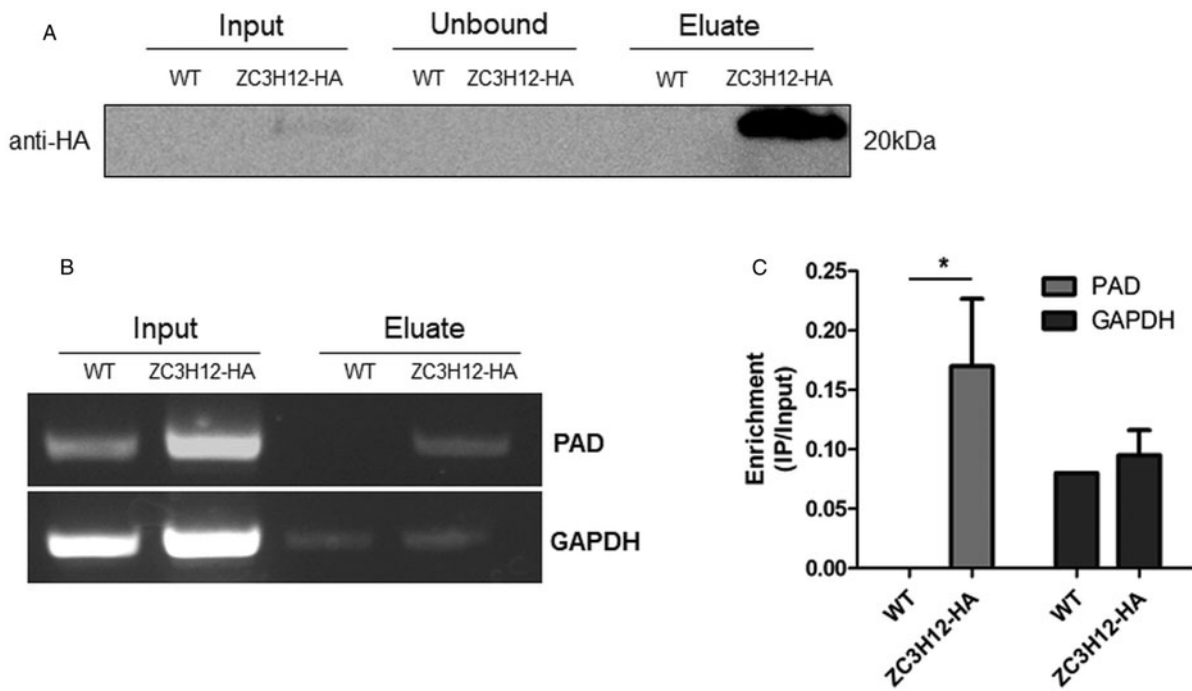 A
Input Unbound Eluate
WT ZC3H12-HA WT ZC3H12-HA WT ZC3H12-HA
anti-HA 20kDa
B
Input Eluate
WT ZC3H12-HA WT ZC3H12-HA
PAD
GAPDH
C
*
PAD
GAPDH
Enrichment
(IP/Input)
0.25
0.20
0.15
0.10
0.05
0.00
WT ZC3H12-HA WT ZC3H12-HA